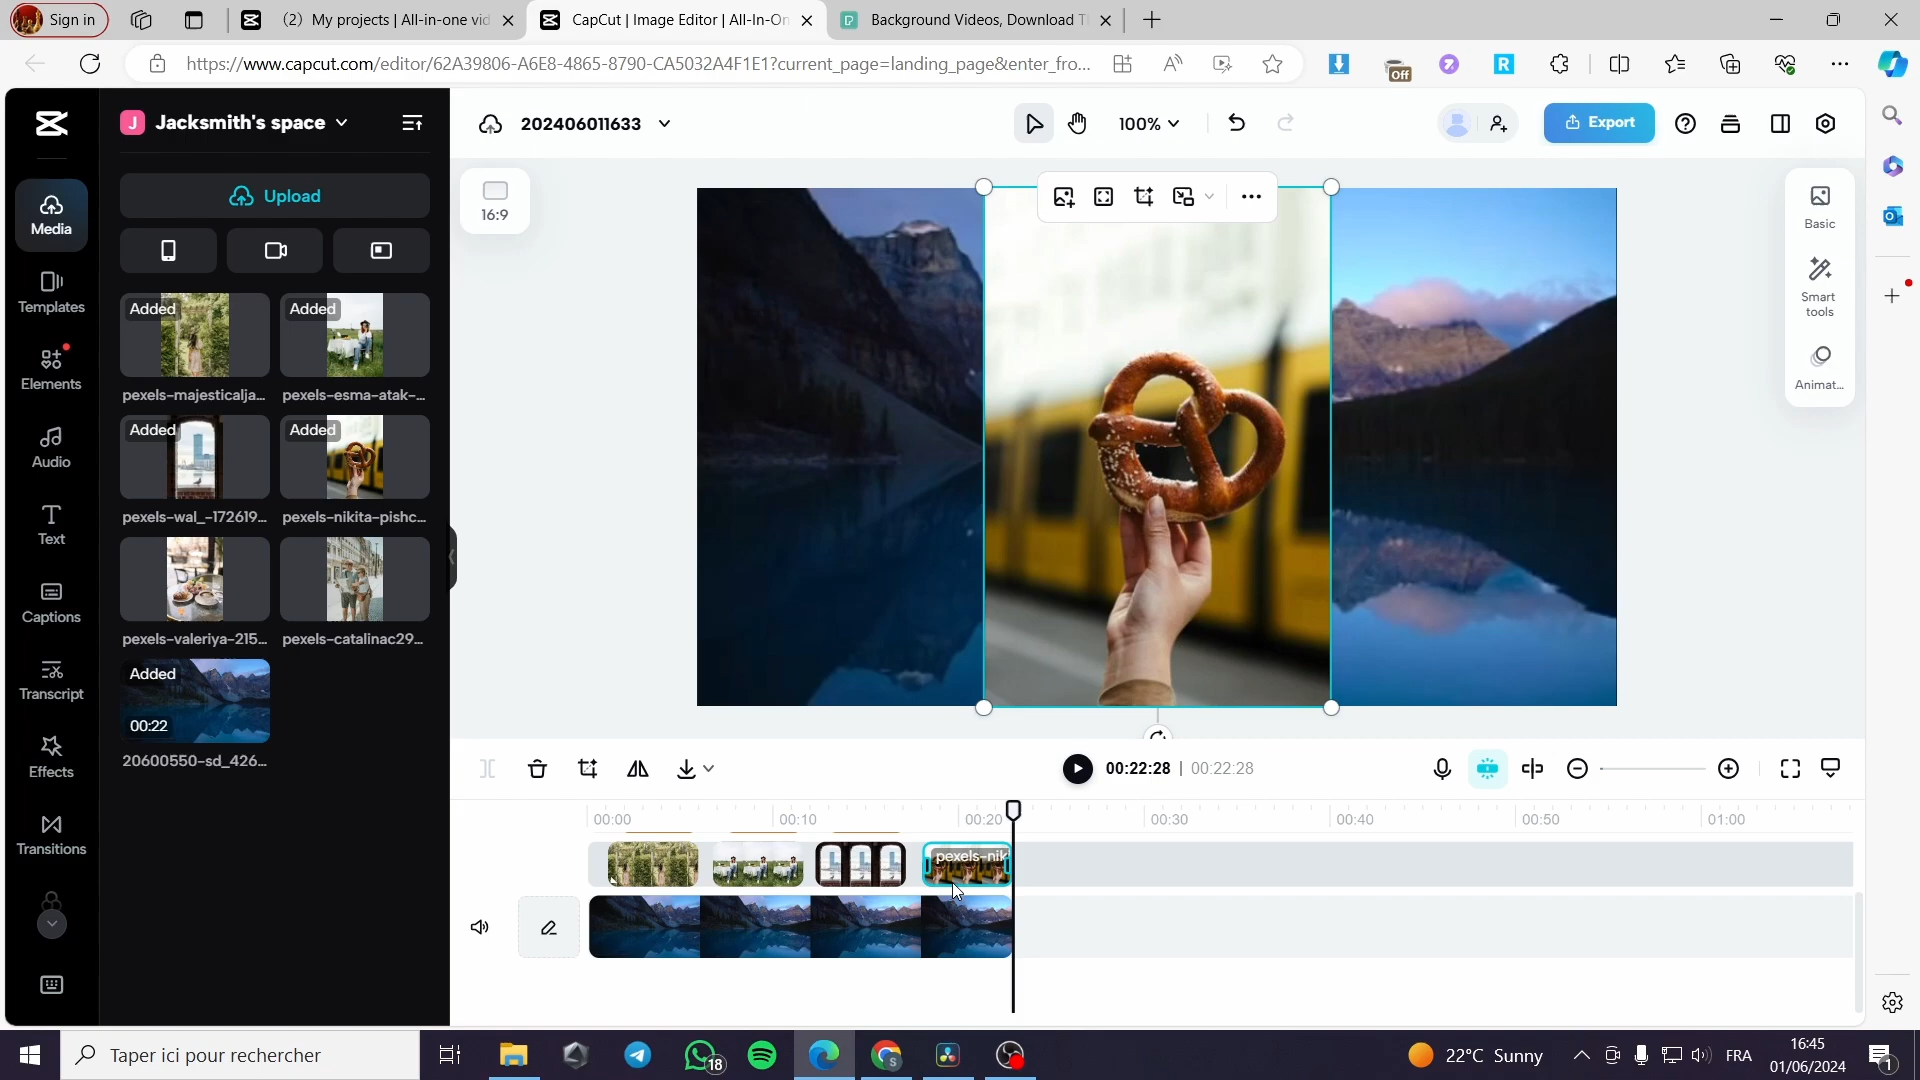 Sign in
(2) My projects | All-in-one vid
CapCut | Image Editor | All-In-On
Background Videos, Download Th
https://www.capcut.com/editor/62A39806-A6E8-4865-8790-CA5032A4F1E1?current_page=landing_page&enter_fro...
Off
J Jacksmith's space
202406011633
100%
Export
Media
Upload
16:9
Basic
Templates
Smart
tools
Elements
Animat...
Audio
Added
Added
pexels-majesticalja...
pexels-esma-atak-...
Added
Added
pexels-wal_-172619...
pexels-nikita-pishc...
Text
Captions
pexels-valeriya-215...
pexels-catalinac29...
Transcript
Added
00:22
20600550-sd_426...
Effects
Transitions
00:22:28 | 00:22:28
00:00
00:10
00:20
00:30
00:40
00:50
01:00
pexels-nik
Taper ici pour rechercher
18
22°C Sunny
FRA
16:45
01/06/2024
1